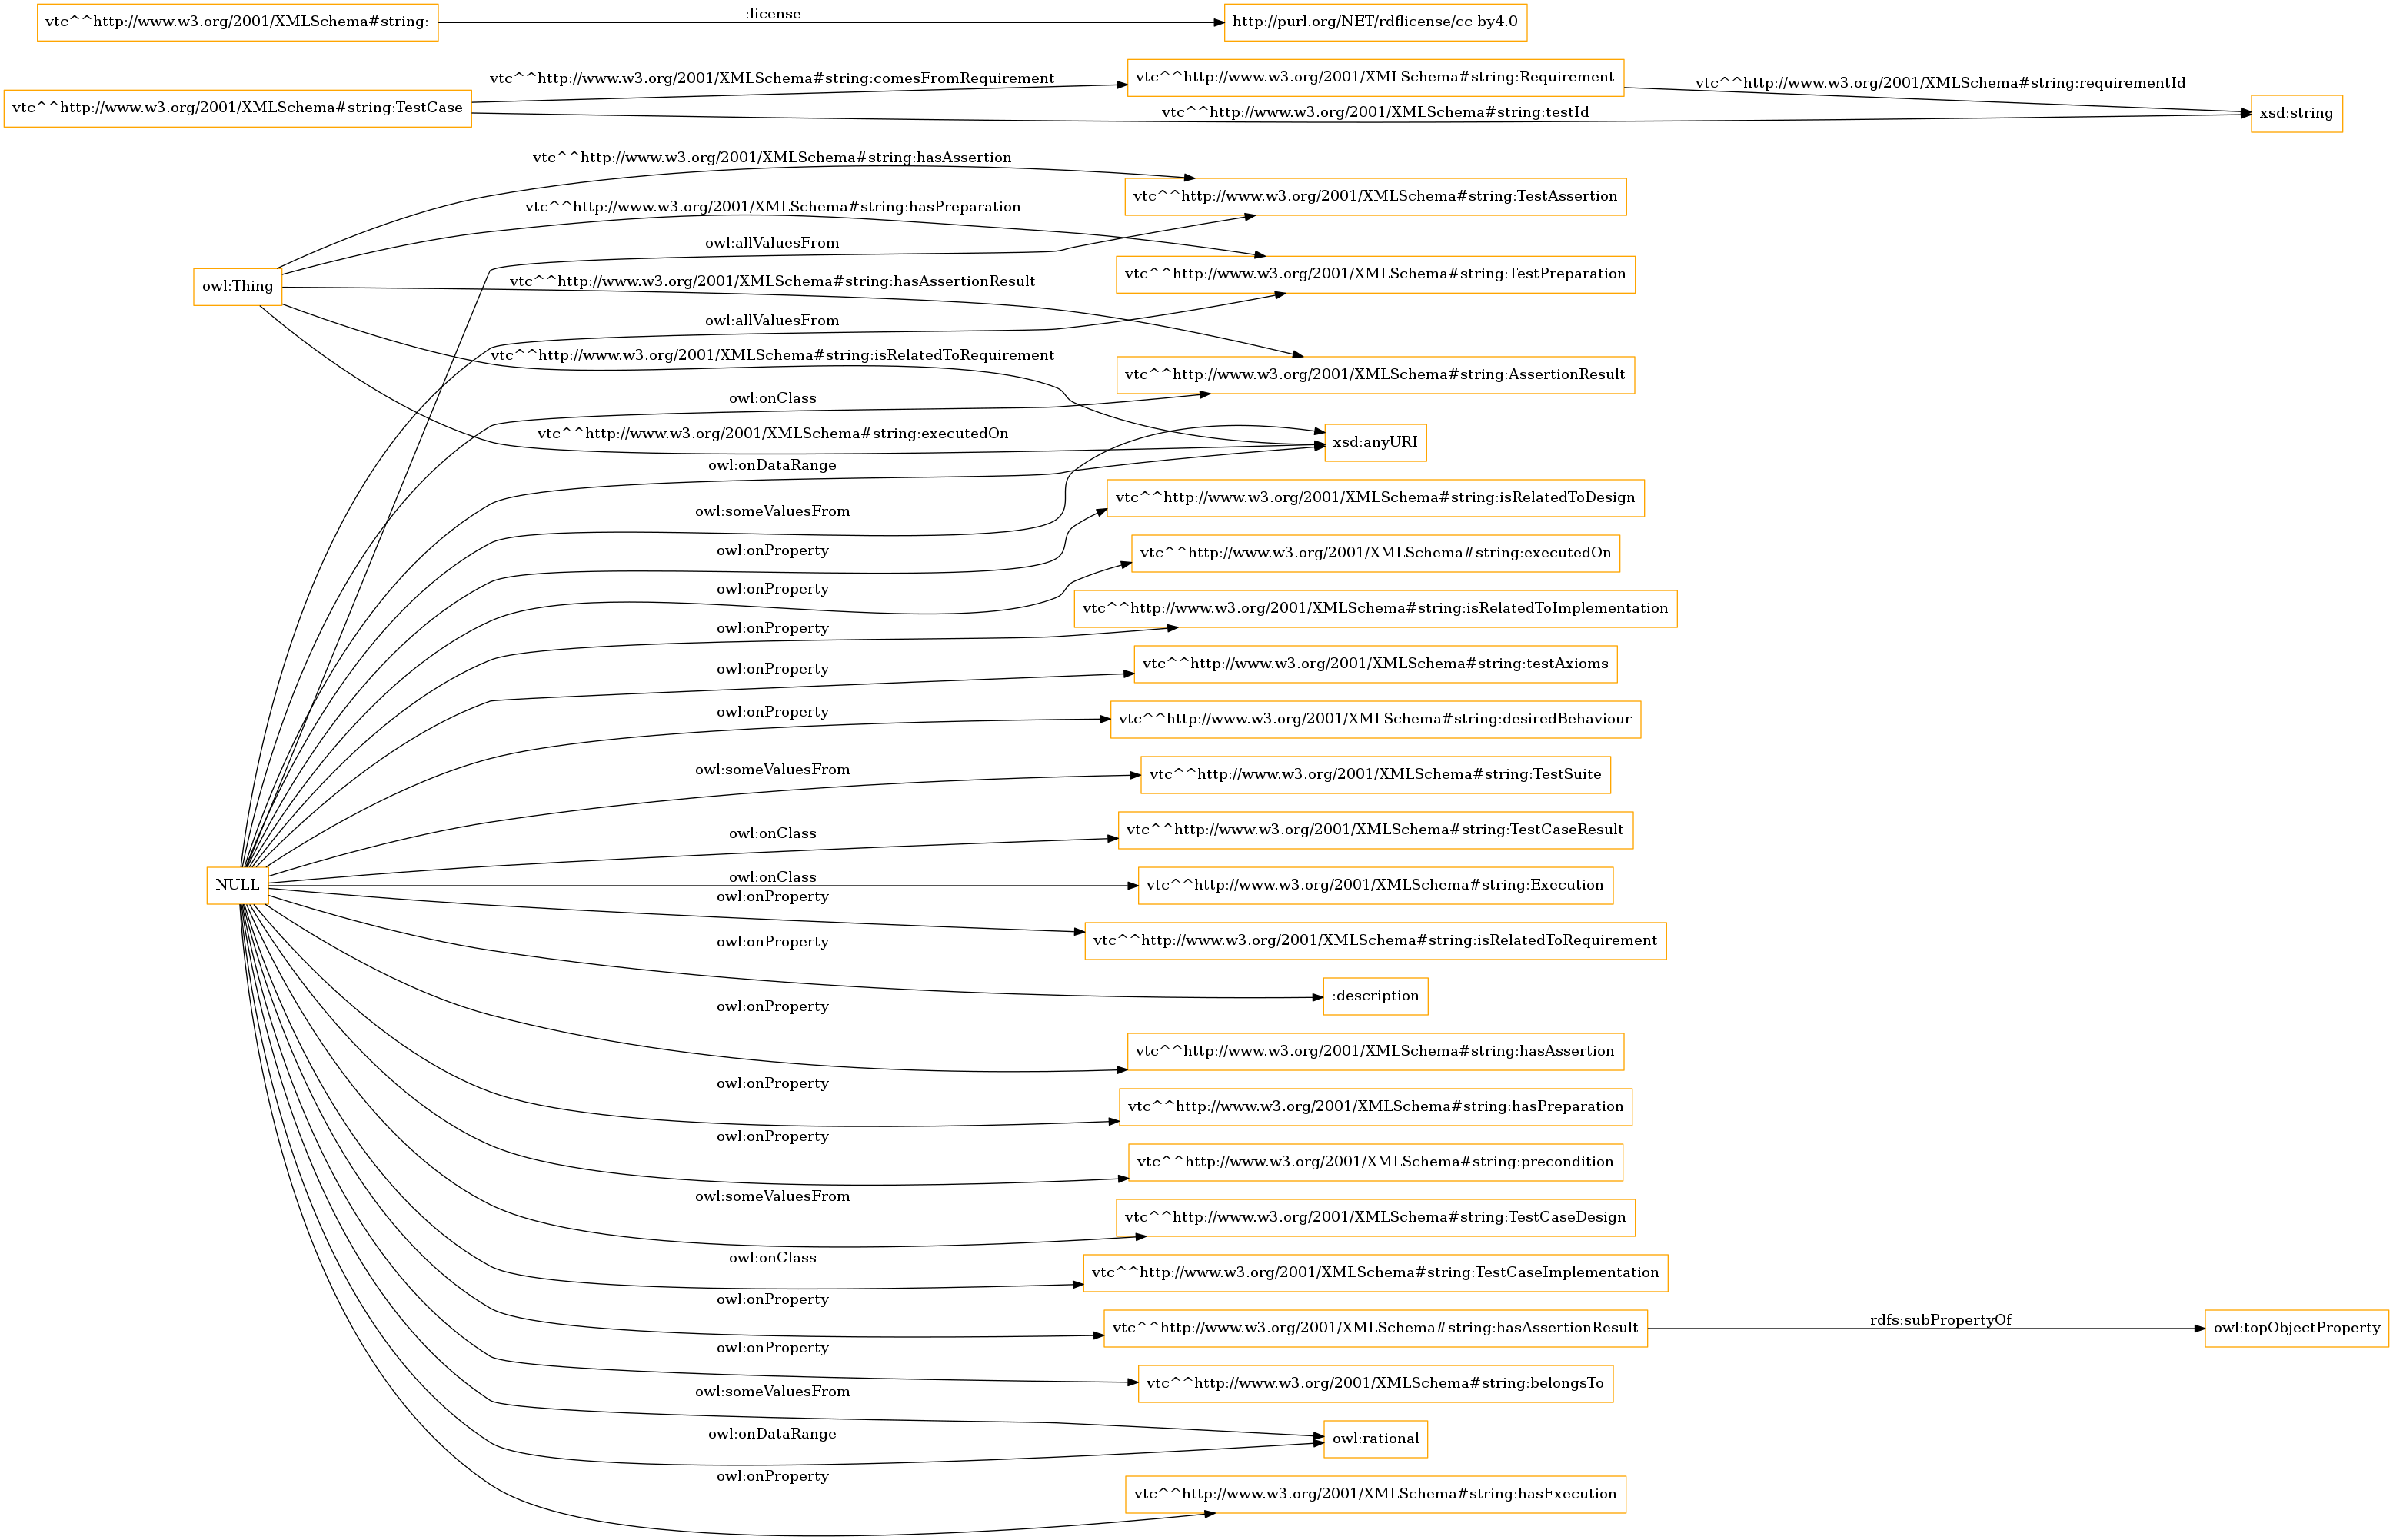 vtc^^http://www.w3.org/2001/XMLSchema#string:
:license
http://purl.org/NET/rdflicense/cc-by4.0
vtc^^http://www.w3.org/2001/XMLSchema#string:TestCase
vtc^^http://www.w3.org/2001/XMLSchema#string:comesFromRequirement
vtc^^http://www.w3.org/2001/XMLSchema#string:Requirement
vtc^^http://www.w3.org/2001/XMLSchema#string:requirementId
vtc^^http://www.w3.org/2001/XMLSchema#string:testId
xsd:string
vtc^^http://www.w3.org/2001/XMLSchema#string:hasAssertion
vtc^^http://www.w3.org/2001/XMLSchema#string:TestAssertion
vtc^^http://www.w3.org/2001/XMLSchema#string:hasPreparation
owl:allValuesFrom
vtc^^http://www.w3.org/2001/XMLSchema#string:TestPreparation
owl:Thing
vtc^^http://www.w3.org/2001/XMLSchema#string:hasAssertionResult
owl:allValuesFrom
vtc^^http://www.w3.org/2001/XMLSchema#string:isRelatedToRequirement
vtc^^http://www.w3.org/2001/XMLSchema#string:AssertionResult
owl:onClass
vtc^^http://www.w3.org/2001/XMLSchema#string:executedOn
xsd:anyURI
owl:onDataRange
vtc^^http://www.w3.org/2001/XMLSchema#string:isRelatedToDesign
owl:someValuesFrom
owl:onProperty
vtc^^http://www.w3.org/2001/XMLSchema#string:executedOn
owl:onProperty
vtc^^http://www.w3.org/2001/XMLSchema#string:isRelatedToImplementation
owl:onProperty
owl:onProperty
vtc^^http://www.w3.org/2001/XMLSchema#string:testAxioms
owl:onProperty
vtc^^http://www.w3.org/2001/XMLSchema#string:desiredBehaviour
owl:someValuesFrom
vtc^^http://www.w3.org/2001/XMLSchema#string:TestSuite
owl:onClass
vtc^^http://www.w3.org/2001/XMLSchema#string:TestCaseResult
NULL
owl:onClass
vtc^^http://www.w3.org/2001/XMLSchema#string:Execution
owl:onProperty
vtc^^http://www.w3.org/2001/XMLSchema#string:isRelatedToRequirement
owl:onProperty
:description
owl:onProperty
vtc^^http://www.w3.org/2001/XMLSchema#string:hasAssertion
owl:onProperty
vtc^^http://www.w3.org/2001/XMLSchema#string:hasPreparation
owl:onProperty
vtc^^http://www.w3.org/2001/XMLSchema#string:precondition
owl:someValuesFrom
vtc^^http://www.w3.org/2001/XMLSchema#string:TestCaseDesign
owl:onClass
vtc^^http://www.w3.org/2001/XMLSchema#string:TestCaseImplementation
owl:onProperty
vtc^^http://www.w3.org/2001/XMLSchema#string:hasAssertionResult
rdfs:subPropertyOf
owl:topObjectProperty
owl:onProperty
vtc^^http://www.w3.org/2001/XMLSchema#string:belongsTo
owl:someValuesFrom
owl:onDataRange
owl:rational
owl:onProperty
vtc^^http://www.w3.org/2001/XMLSchema#string:hasExecution